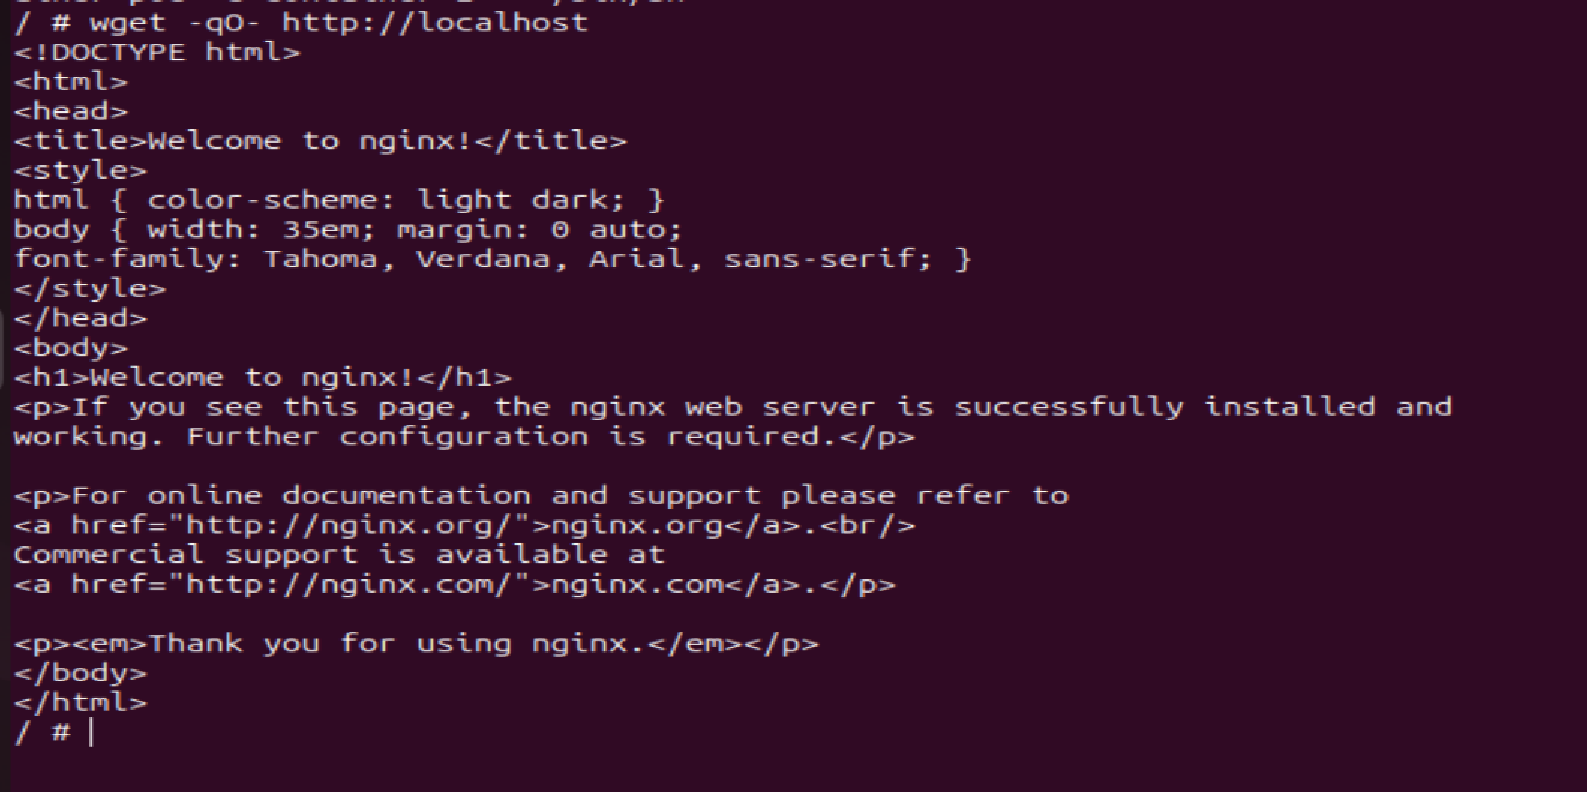 / # wget -qO- http://localhost
<!DOCTYPE html>
<html>
<head>
<title>Welcome to nginx!</title>
<style>
html { color-scheme: light dark; }
body { width: 35em; margin: 0 auto;
font-family: Tahoma, Verdana, Arial, sans-serif; }
</style>
</head>
<body>
<h1>Welcome to nginx!</h1>
<p>If you see this page, the nginx web server is successfully installed and
working. Further configuration is required.</p>

<p>For online documentation and support please refer to
<a href="http://nginx.org/">nginx.org</a>.<br/>
Commercial support is available at
<a href="http://nginx.com/">nginx.com</a>.</p>

<p><em>Thank you for using nginx.</em></p>
</body>
</html>
/ #